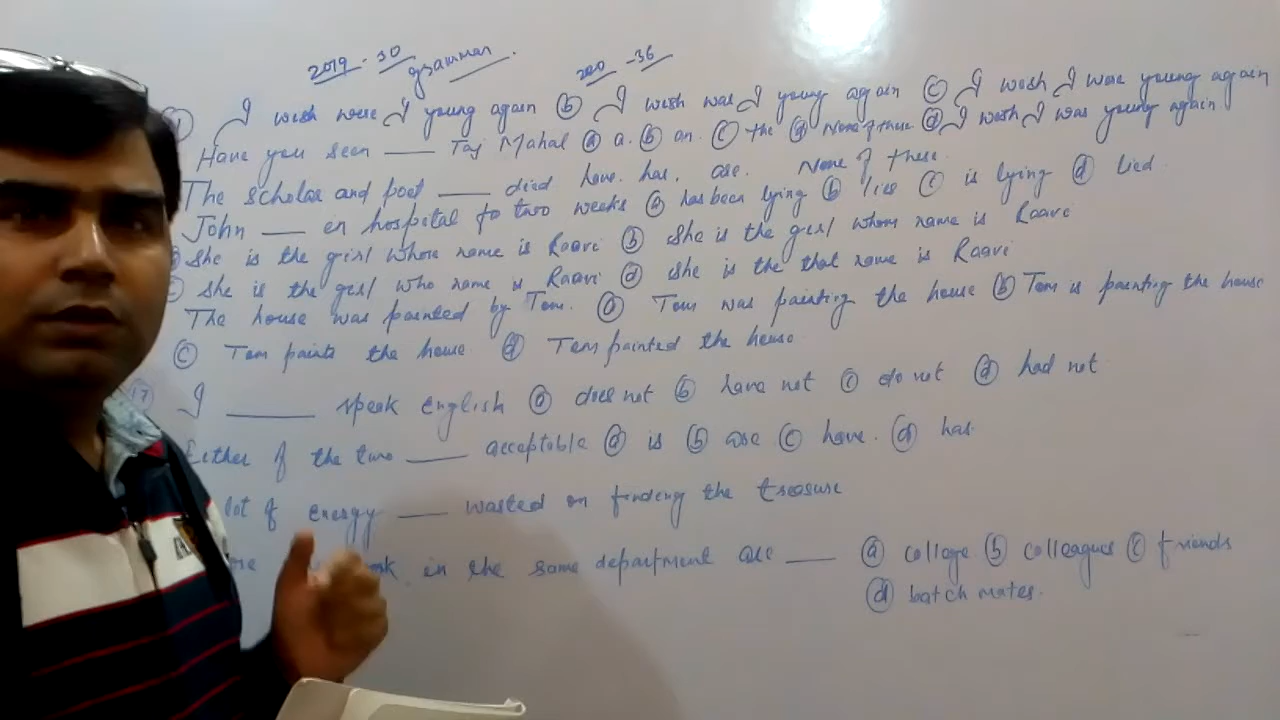 2019 - 30 grammar. 200 - 36
① I wish were I young again ⓑ I wish was I young again ⓒ I wish I were young again
ⓓ I wish I was young again.
Have you seen ___ Taj Mahal ⓐ a. ⓑ an. ⓒ the ⓓ None of these
The scholar and poet ___ died have. has. are. None of these.
John ___ in hospital for two weeks ⓐ has been lying ⓑ lies ⓒ is lying ⓓ lied.
She is the girl whose name is Raavi ⓑ She is the girl whom name is Raavi
ⓒ She is the girl who name is Raavi ⓓ She is the that name is Raavi
The house was painted by Tom. ⓐ Tom was painting the house ⓑ Tom is painting the house
ⓒ Tom paints the house ⓓ Tom painted the house
17 I ___ speak English ⓐ does not ⓑ have not ⓒ do not ⓓ had not
Either of the two ___ acceptable ⓐ is ⓑ are ⓒ have. ⓓ has
lot of energy ___ wasted on finding the treasure
in the same department are ___ ⓐ college ⓑ colleagues ⓒ friends
ⓓ batch mates.